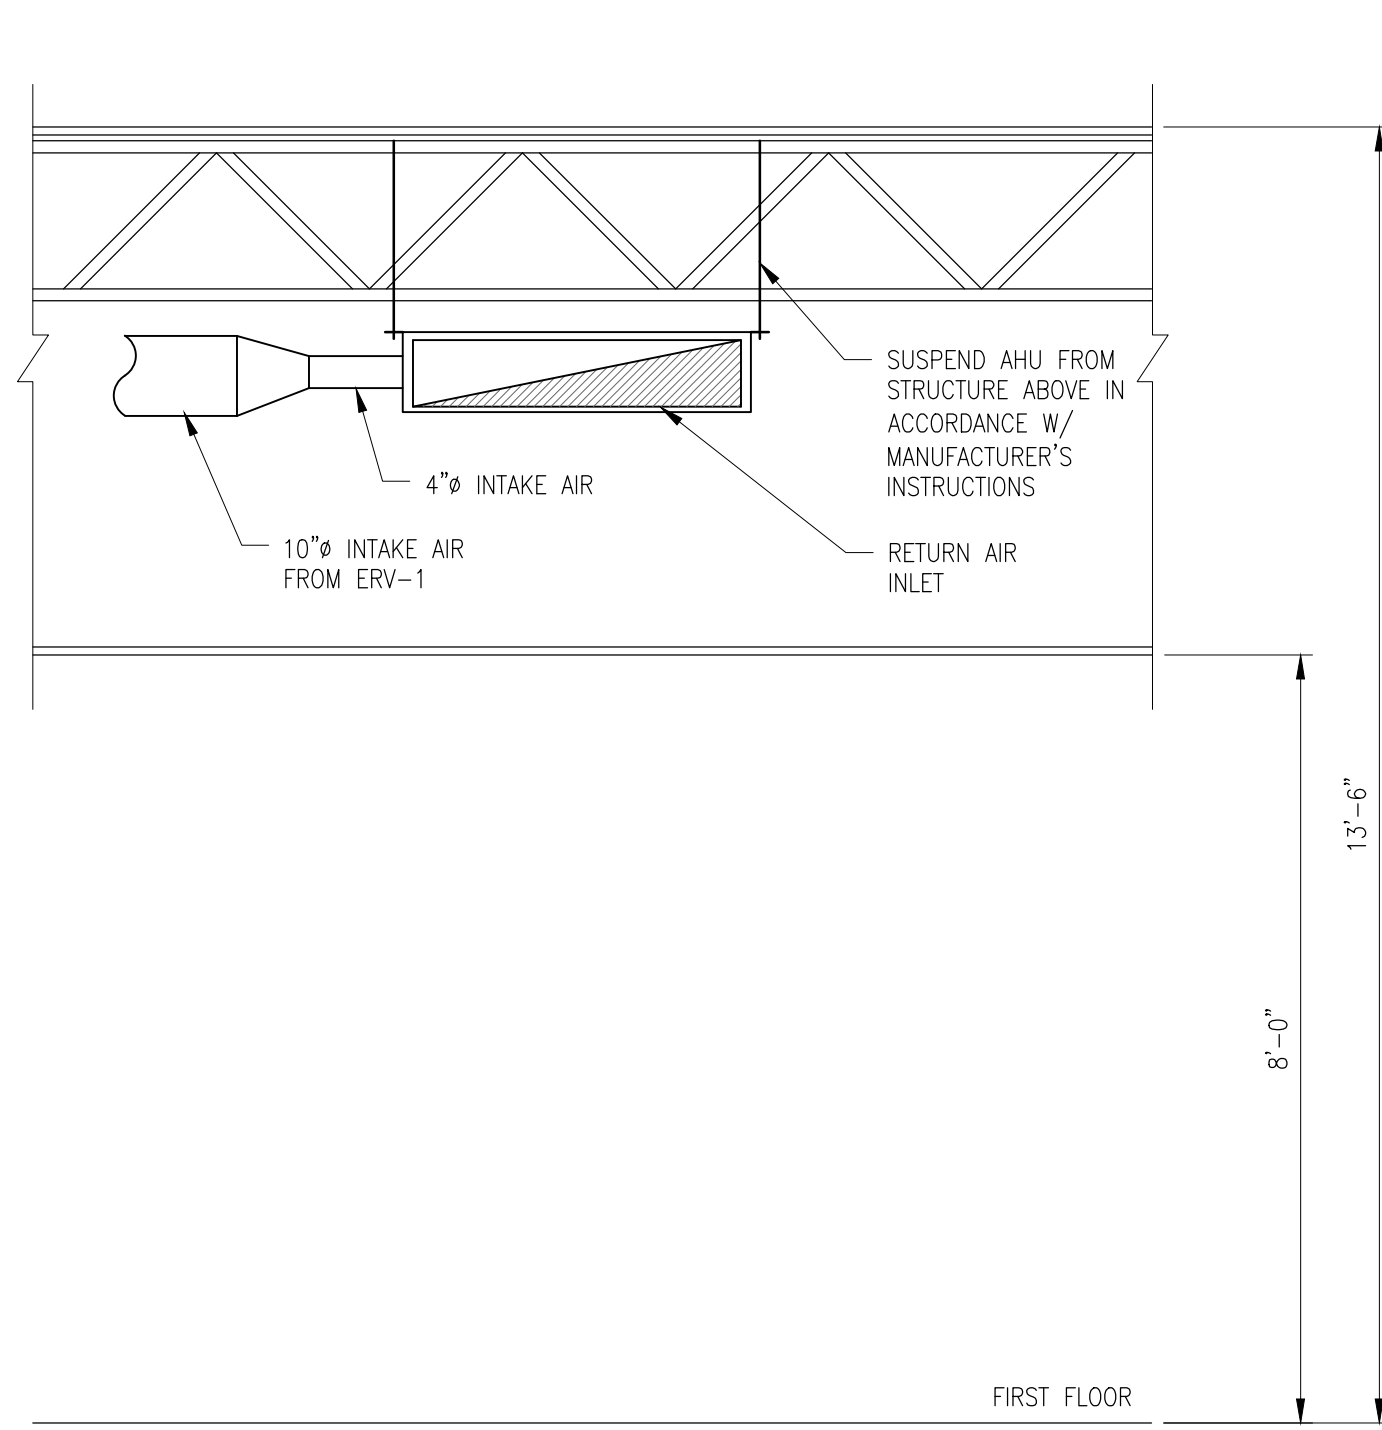 SUSPEND AHU FROM
STRUCTURE ABOVE IN
ACCORDANCE W/
MANUFACTURER'S
INSTRUCTIONS
4"ø INTAKE AIR
10"ø INTAKE AIR
FROM ERV-1
RETURN AIR
INLET
13'-6"
8'-0"
FIRST FLOOR